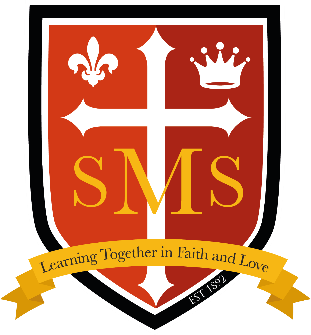 SMS
Learning Together in Faith and Love
EST 1892